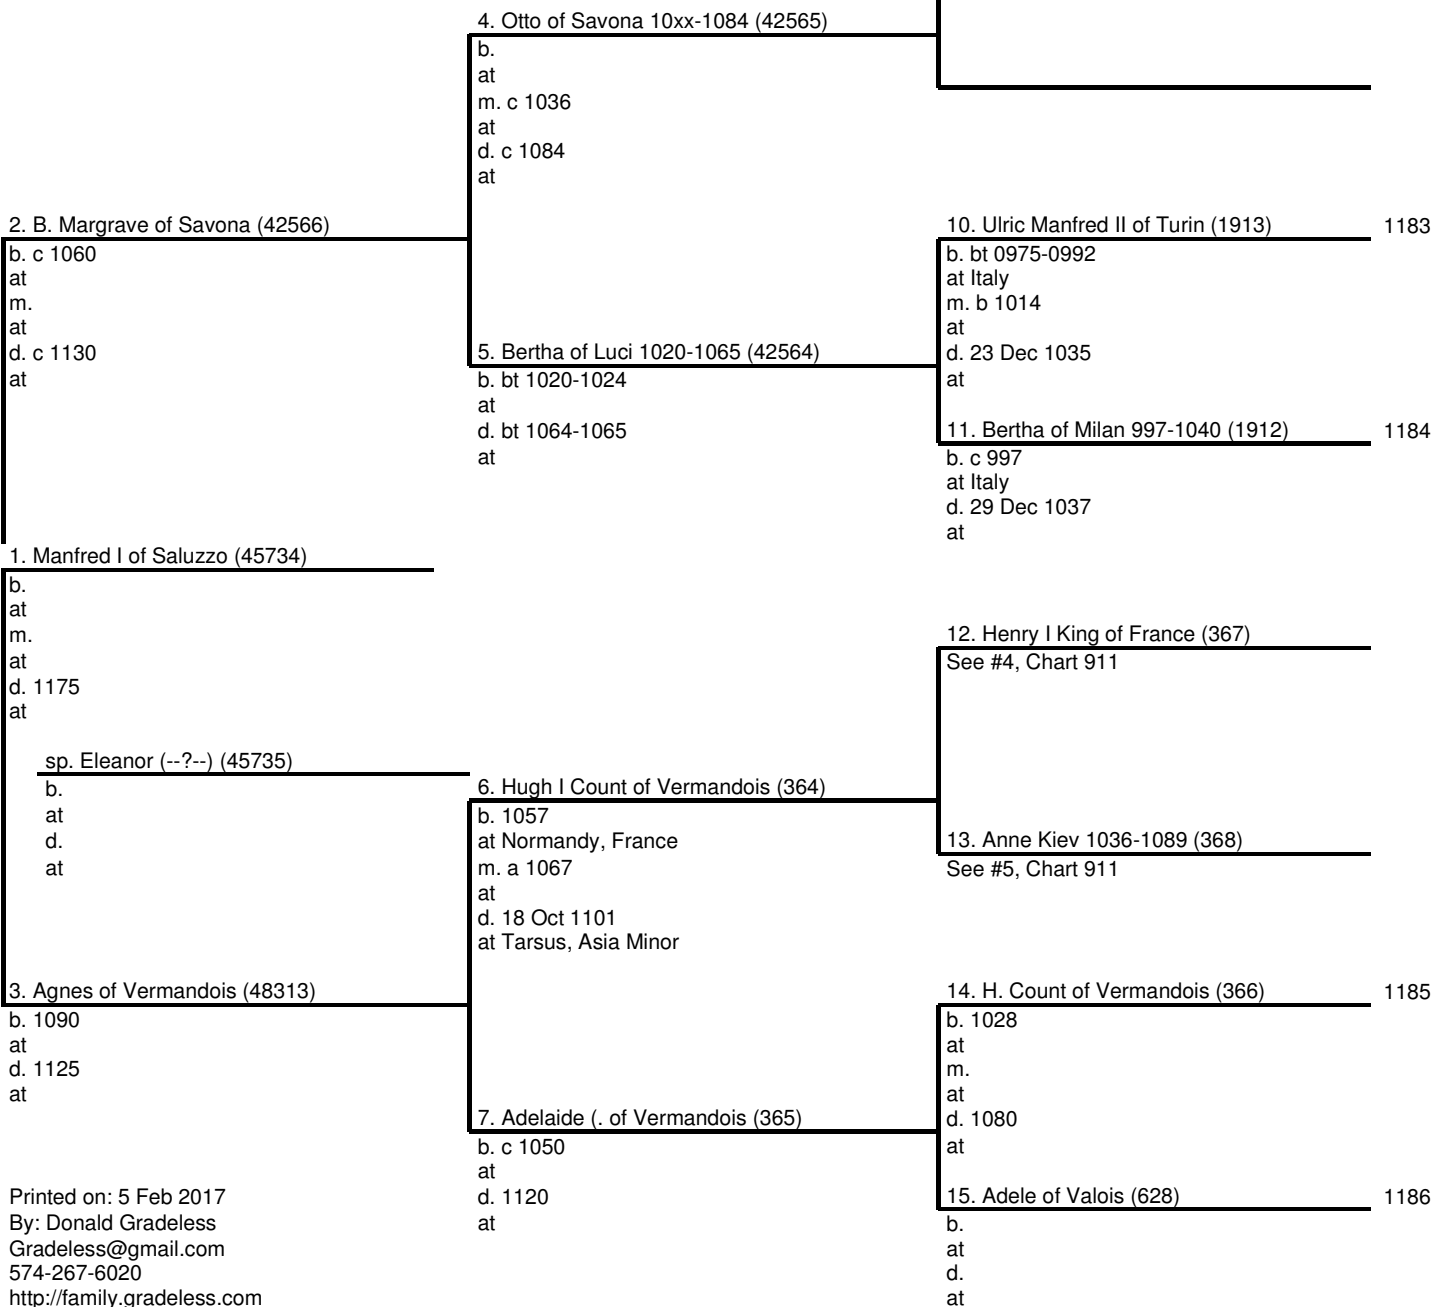 4. Otto of Savona 10xx-1084 (42565)
b.
at
m. c 1036
at
d. c 1084
at
2. B. Margrave of Savona (42566)
b. c 1060
at
m.
at
d. c 1130
at
10. Ulric Manfred II of Turin (1913)
1183
b. bt 0975-0992
at Italy
m. b 1014
at
d. 23 Dec 1035
at
5. Bertha of Luci 1020-1065 (42564)
b. bt 1020-1024
at
d. bt 1064-1065
at
11. Bertha of Milan 997-1040 (1912)
1184
b. c 997
at Italy
d. 29 Dec 1037
at
1. Manfred I of Saluzzo (45734)
b.
at
m.
at
d. 1175
at
12. Henry I King of France (367)
See #4, Chart 911
sp. Eleanor (--?--) (45735)
b.
at
d.
at
6. Hugh I Count of Vermandois (364)
b. 1057
at Normandy, France
m. a 1067
at
d. 18 Oct 1101
at Tarsus, Asia Minor
13. Anne Kiev 1036-1089 (368)
See #5, Chart 911
3. Agnes of Vermandois (48313)
b. 1090
at
d. 1125
at
14. H. Count of Vermandois (366)
1185
b. 1028
at
m.
at
d. 1080
at
7. Adelaide (. of Vermandois (365)
b. c 1050
at
d. 1120
at
15. Adele of Valois (628)
1186
b.
at
d.
at
Printed on: 5 Feb 2017
By: Donald Gradeless
Gradeless@gmail.com
574-267-6020
http://family.gradeless.com